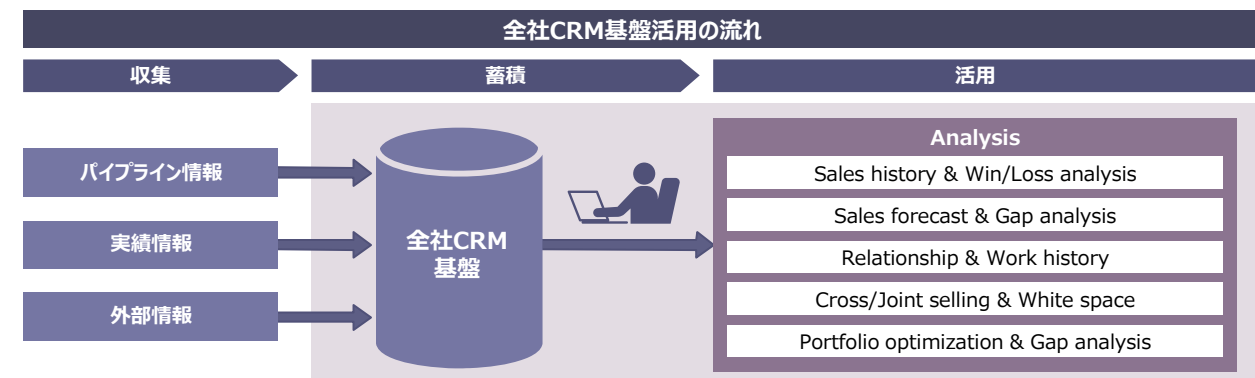 全社CRM基盤活用の流れ
収集
蓄積
活用
パイプライン情報
実績情報
外部情報
全社CRM
基盤
Analysis
Sales history & Win/Loss analysis
Sales forecast & Gap analysis
Relationship & Work history
Cross/Joint selling & White space
Portfolio optimization & Gap analysis